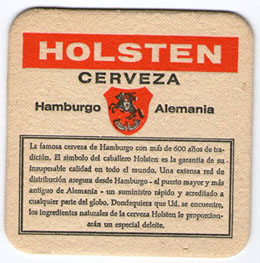 HOLSTEN
CERVEZA
Hamburgo Alemania
La famosa cerveza de Hamburgo con más de 600 años de tra-
dición. El símbolo del caballero Holsten es la garantía de su
insuperable calidad en todo el mundo. Una extensa red de
distribución asegura desde Hamburgo - el puerto mayor y más
antiguo de Alemania - un suministro rápido y acreditado a
cualquier parte del globo. Dondequiera que Ud. se encuentre,
los ingredientes naturales de la cerveza Holsten le proporcion-
arán un especial deleite.